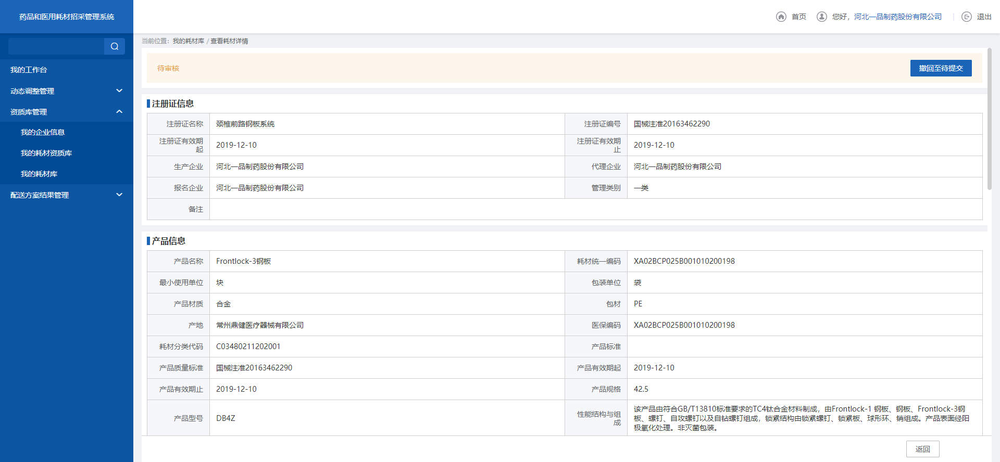 药品和医用耗材招采管理系统
首页
您好，河北一品制药股份有限公司
退出
当前位置：我的耗材库 / 查看耗材详情
我的工作台
动态调整管理
资质库管理
我的企业信息
我的耗材资质库
我的耗材库
配送方案结果管理
待审核
撤回至待提交
注册证信息
注册证名称 颈椎前路钢板系统 注册证编号 国械注准20163462290
注册证有效期
起
2019-12-10
注册证有效期
止
2019-12-10
生产企业 河北一品制药股份有限公司 代理企业 河北一品制药股份有限公司
报名企业 河北一品制药股份有限公司 管理类别 一类
备注
产品信息
产品名称 Frontlock-3钢板 耗材统一编码 XA02BCP025B001010200198
最小使用单位 块 包装单位 袋
产品材质 合金 包材 PE
产地 常州鼎健医疗器械有限公司 医保编码 XA02BCP025B001010200198
耗材分类代码 C03480211202001 产品标准
产品质量标准 国械注准20163462290 产品有效期起 2019-12-10
产品有效期止 2019-12-10 产品规格 42.5
产品型号 DB4Z
性能结构与组
成
该产品由符合GB/T13810标准要求的TC4钛合金材料制成，由Frontlock-1 钢板、钢板、Frontlock-3钢
板、螺钉、自攻螺钉以及自钻螺钉组成，锁紧结构由锁紧螺钉、锁紧板、球形环、销组成。产品表面经阳
极氧化处理。非灭菌包装。
返回